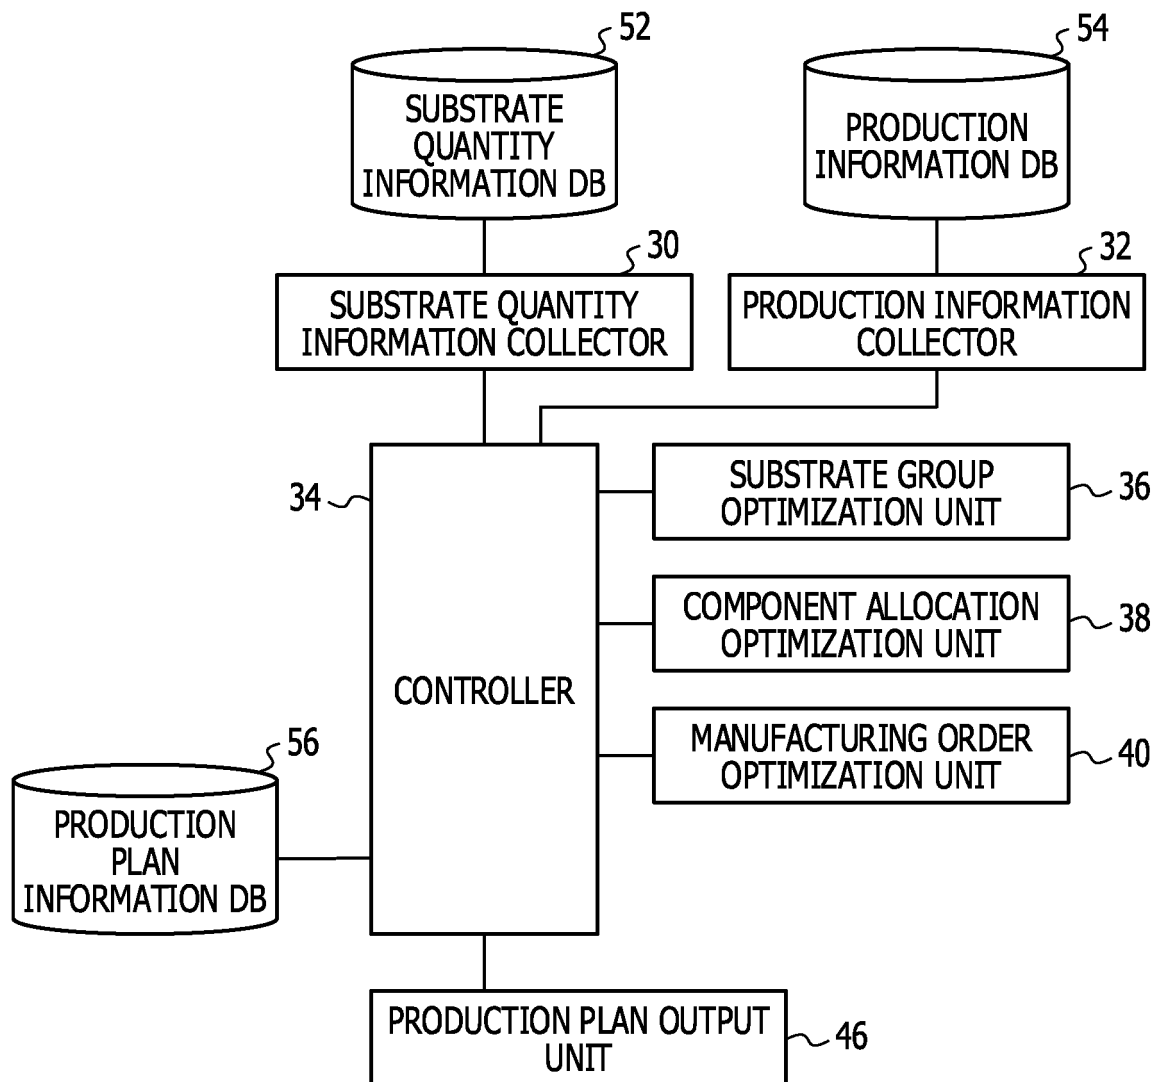 52
54
SUBSTRATE
QUANTITY
INFORMATION DB
PRODUCTION
INFORMATION DB
30
32
SUBSTRATE QUANTITY
INFORMATION COLLECTOR
PRODUCTION INFORMATION
COLLECTOR
34
CONTROLLER
SUBSTRATE GROUP
OPTIMIZATION UNIT
36
COMPONENT ALLOCATION
OPTIMIZATION UNIT
38
MANUFACTURING ORDER
OPTIMIZATION UNIT
40
56
PRODUCTION
PLAN
INFORMATION DB
PRODUCTION PLAN OUTPUT
UNIT
46